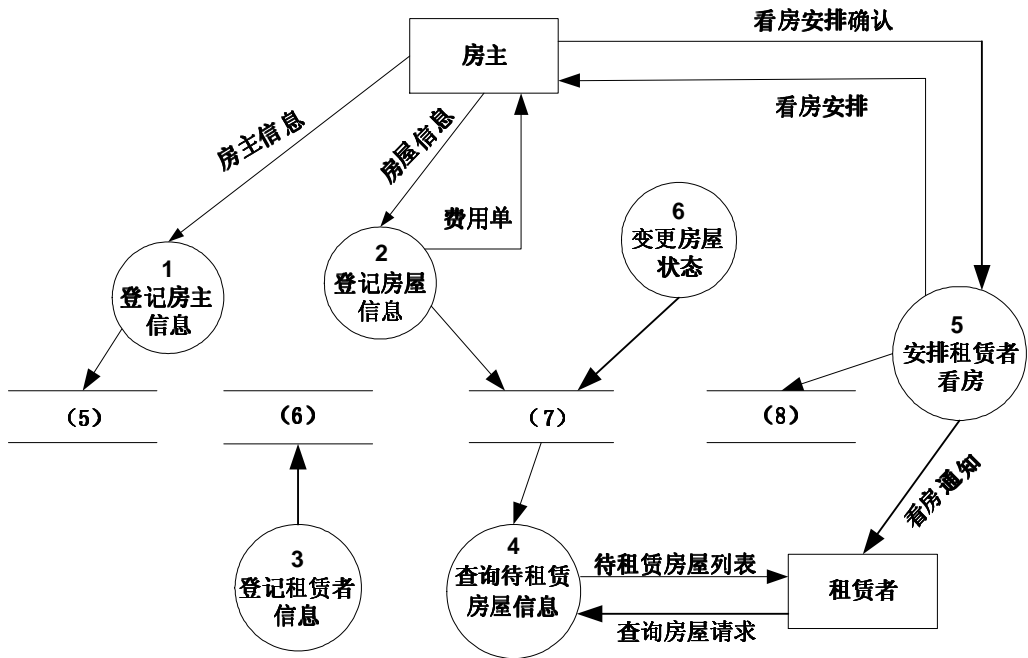 房主
看房安排确认
看房安排
房主信息
房屋信息
费用单
1
登记房主
信息
2
登记房屋
信息
6
变更房屋
状态
5
安排租赁者
看房
（5）
（6）
（7）
（8）
看房通知
3
登记租赁者
信息
4
查询待租赁
房屋信息
待租赁房屋列表
查询房屋请求
租赁者